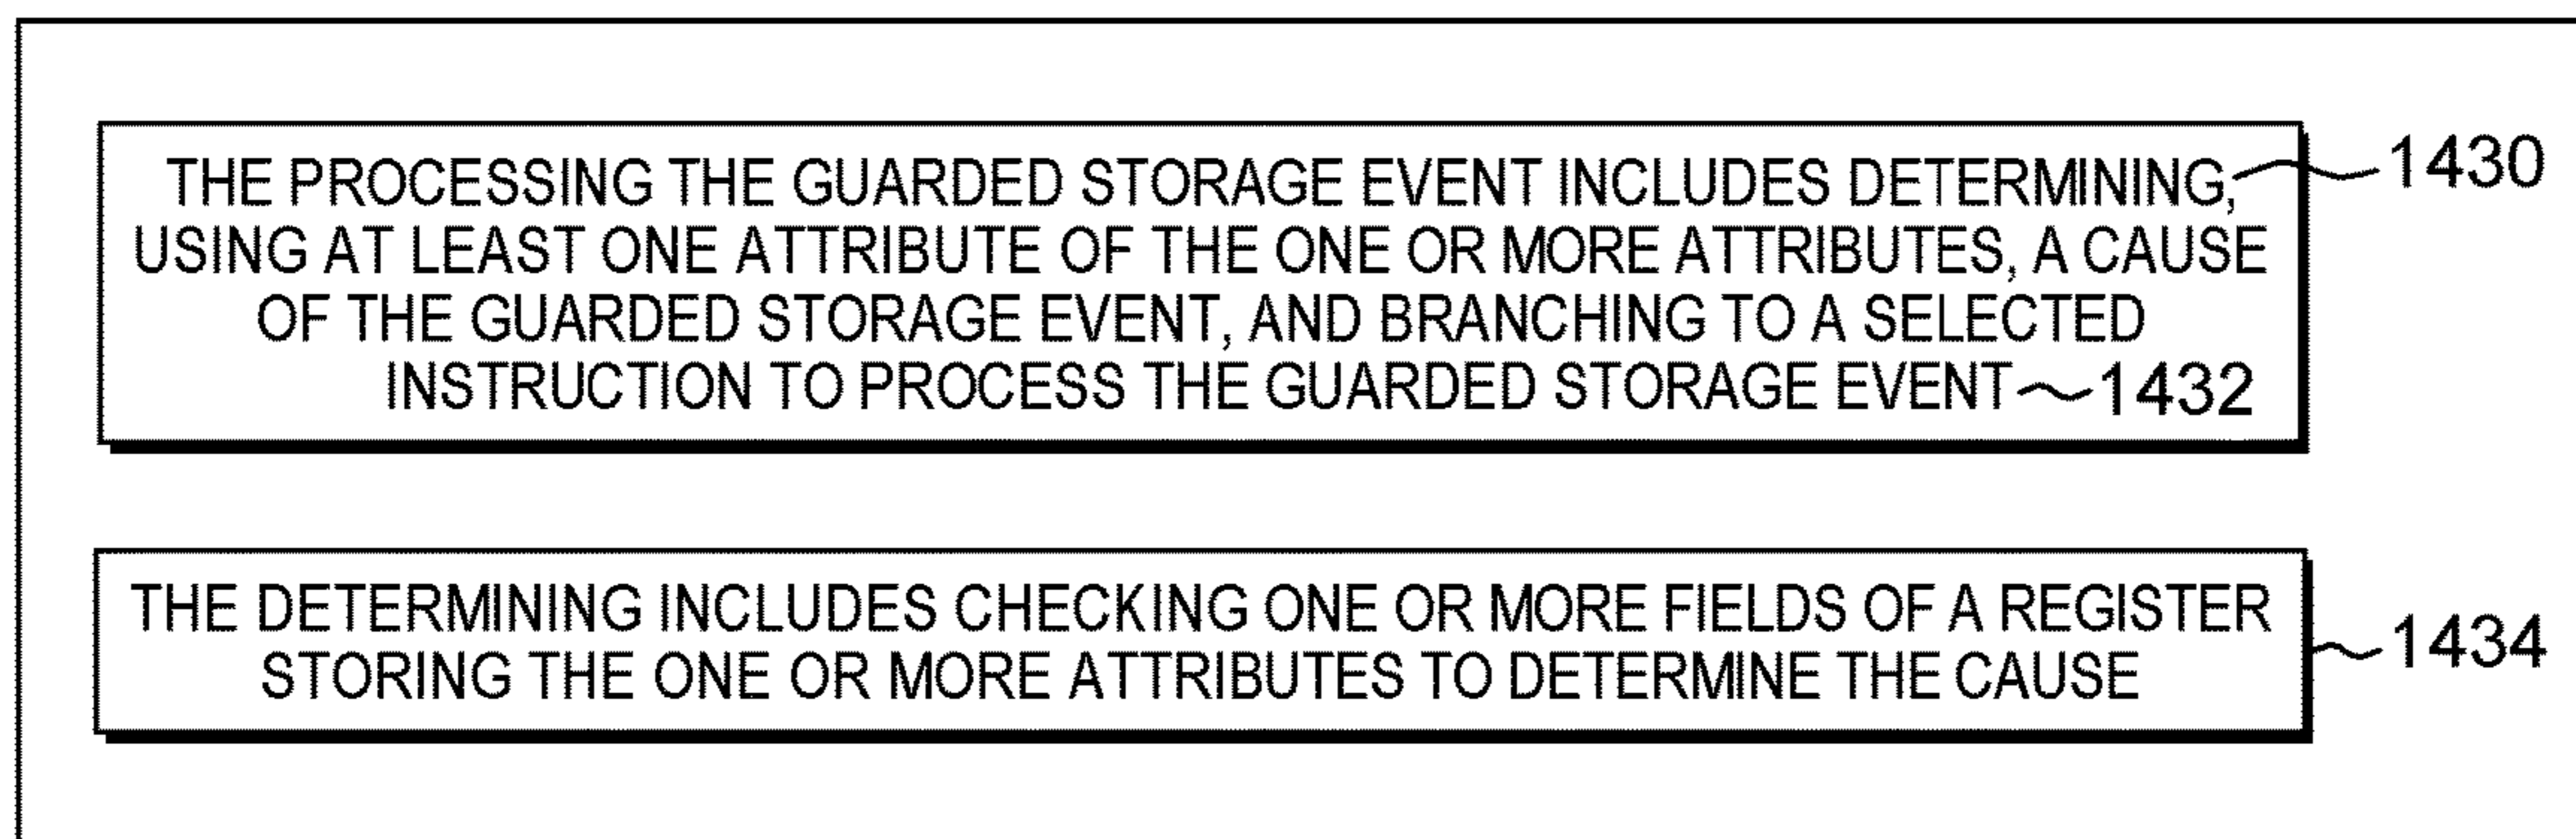 THE PROCESSING THE GUARDED STORAGE EVENT INCLUDES DETERMINING, 1430
USING AT LEAST ONE ATTRIBUTE OF THE ONE OR MORE ATTRIBUTES, A CAUSE
OF THE GUARDED STORAGE EVENT, AND BRANCHING TO A SELECTED
INSTRUCTION TO PROCESS THE GUARDED STORAGE EVENT 1432
THE DETERMINING INCLUDES CHECKING ONE OR MORE FIELDS OF A REGISTER
STORING THE ONE OR MORE ATTRIBUTES TO DETERMINE THE CAUSE
1434